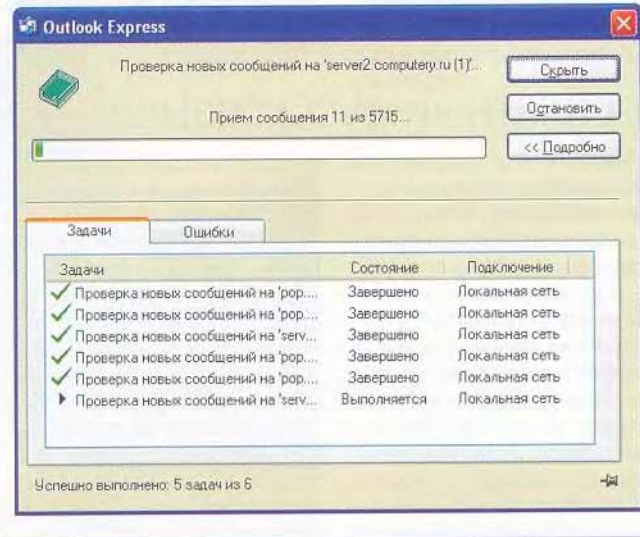 Outlook Express
Проверка новых сообщений на 'server2.computery.ru (1)'...
Скрыть
Прием сообщения 11 из 5715...
Остановить
<< Подробно
Задачи
Ошибки
Задачи Состояние Подключение
Проверка новых сообщений на 'pop.... Завершено Локальная сеть
Проверка новых сообщений на 'pop.... Завершено Локальная сеть
Проверка новых сообщений на 'serv... Завершено Локальная сеть
Проверка новых сообщений на 'pop.... Завершено Локальная сеть
Проверка новых сообщений на 'pop.... Завершено Локальная сеть
Проверка новых сообщений на 'serv... Выполняется Локальная сеть
Успешно выполнено: 5 задач из 6